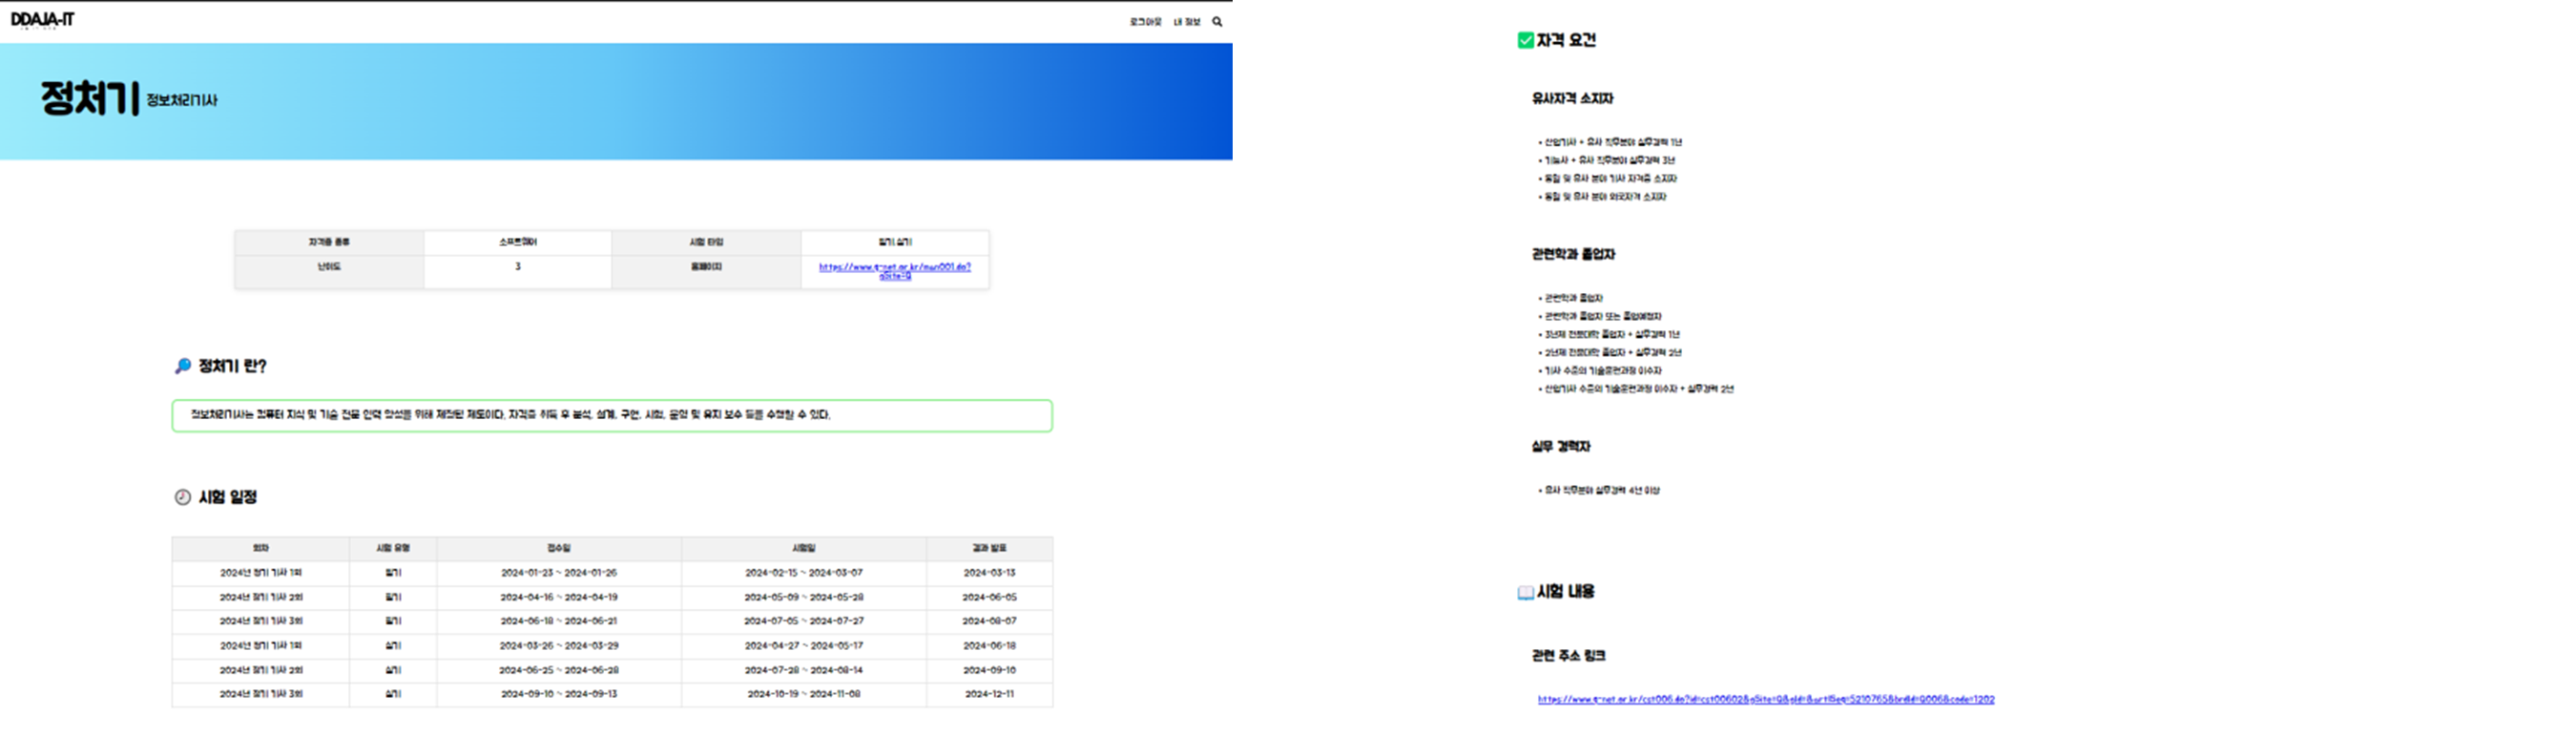 DDAJA-IT
로그아웃 내 정보
정처기 정보처리기사
자격증 종류 소프트웨어 시험 타입 필기,실기
난이도 3 홈페이지 https://www.q-net.or.kr/man001.do?
gSite=Q
정처기 란?
정보처리기사는 컴퓨터 지식 및 기술 전문 인력 양성을 위해 제정된 제도이다. 자격증 취득 후 분석, 설계, 구현, 시험, 운영 및 유지 보수 등을 수행할 수 있다.
시험 일정
회차 시험 유형 접수일 시험일 결과 발표
2024년 정기 기사 1회 필기 2024-01-23 ~ 2024-01-26 2024-02-15 ~ 2024-03-07 2024-03-13
2024년 정기 기사 2회 필기 2024-04-16 ~ 2024-04-19 2024-05-09 ~ 2024-05-28 2024-06-05
2024년 정기 기사 3회 필기 2024-06-18 ~ 2024-06-21 2024-07-05 ~ 2024-07-27 2024-08-07
2024년 정기 기사 1회 실기 2024-03-26 ~ 2024-03-29 2024-04-27 ~ 2024-05-17 2024-06-18
2024년 정기 기사 2회 실기 2024-06-25 ~ 2024-06-28 2024-07-28 ~ 2024-08-14 2024-09-10
2024년 정기 기사 3회 실기 2024-09-10 ~ 2024-09-13 2024-10-19 ~ 2024-11-08 2024-12-11
자격 요건
유사자격 소지자
• 산업기사 + 유사 직무분야 실무경력 1년
• 기능사 + 유사 직무분야 실무경력 3년
• 동일 및 유사 분야 기사 자격증 소지자
• 동일 및 유사 분야 외국자격 소지자
관련학과 졸업자
• 관련학과 졸업자
• 관련학과 졸업자 또는 졸업예정자
• 3년제 전문대학 졸업자 + 실무경력 1년
• 2년제 전문대학 졸업자 + 실무경력 2년
• 기사 수준의 기술훈련과정 이수자
• 산업기사 수준의 기술훈련과정 이수자 + 실무경력 2년
실무 경력자
• 유사 직무분야 실무경력 4년 이상
시험 내용
관련 주소 링크
https://www.q-net.or.kr/cst006.do?id=cst00602&gSite=Q&gId=&artlSeq=5210765&brdId=Q006&code=1202